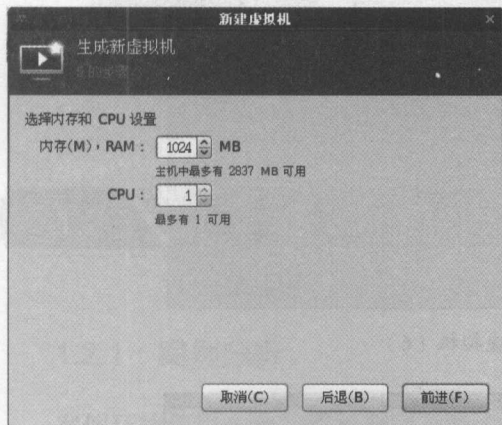 新建虚拟机
生成新虚拟机
选择内存和 CPU 设置
内存(M)，RAM： 1024 MB
主机中最多有 2837 MB 可用
CPU： 1
最多有 1 可用
取消(C) 后退(B) 前进(F)